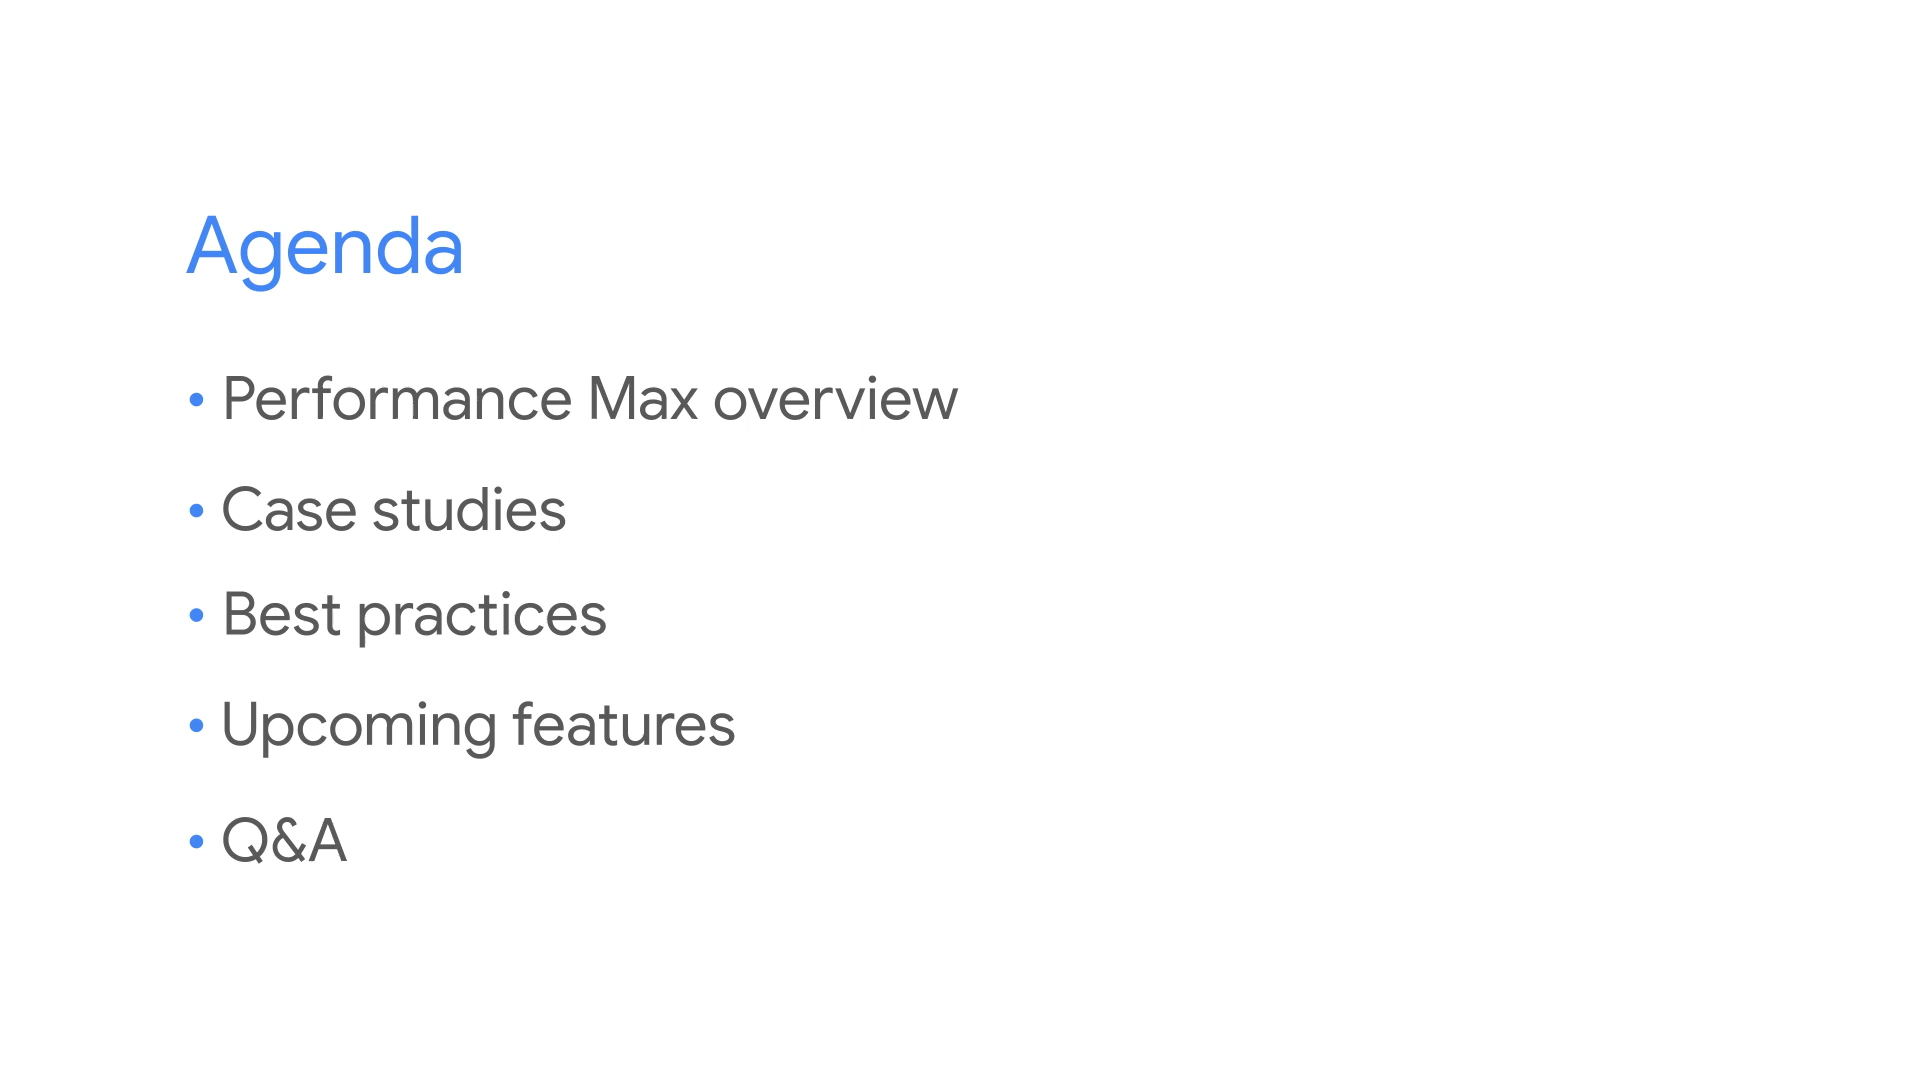 Agenda
• Performance Max overview
• Case studies
• Best practices
• Upcoming features
• Q&A